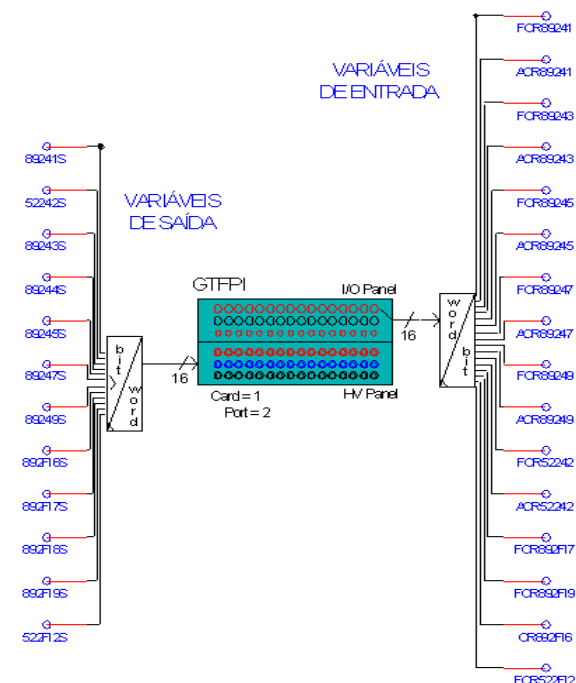 FCR89241
VARIÁVEIS
DE ENTRADA
ACR89241
FCR89243
89241S
ACR89243
52242S
FCR89245
VARIÁVEIS
DE SAÍDA
89243S
ACR89245
GTFPI
I/O Panel
89244S
FCR89247
word
bit
16
89245S
ACR89247
bit
word
16
89247S
FCR89249
Card = 1
HV Panel
Port = 2
89249S
ACR89249
892F16S
FCR52242
892F17S
ACR52242
892F18S
FCR892F17
892F19S
FCR892F19
522F12S
CR892F16
FCR522F12